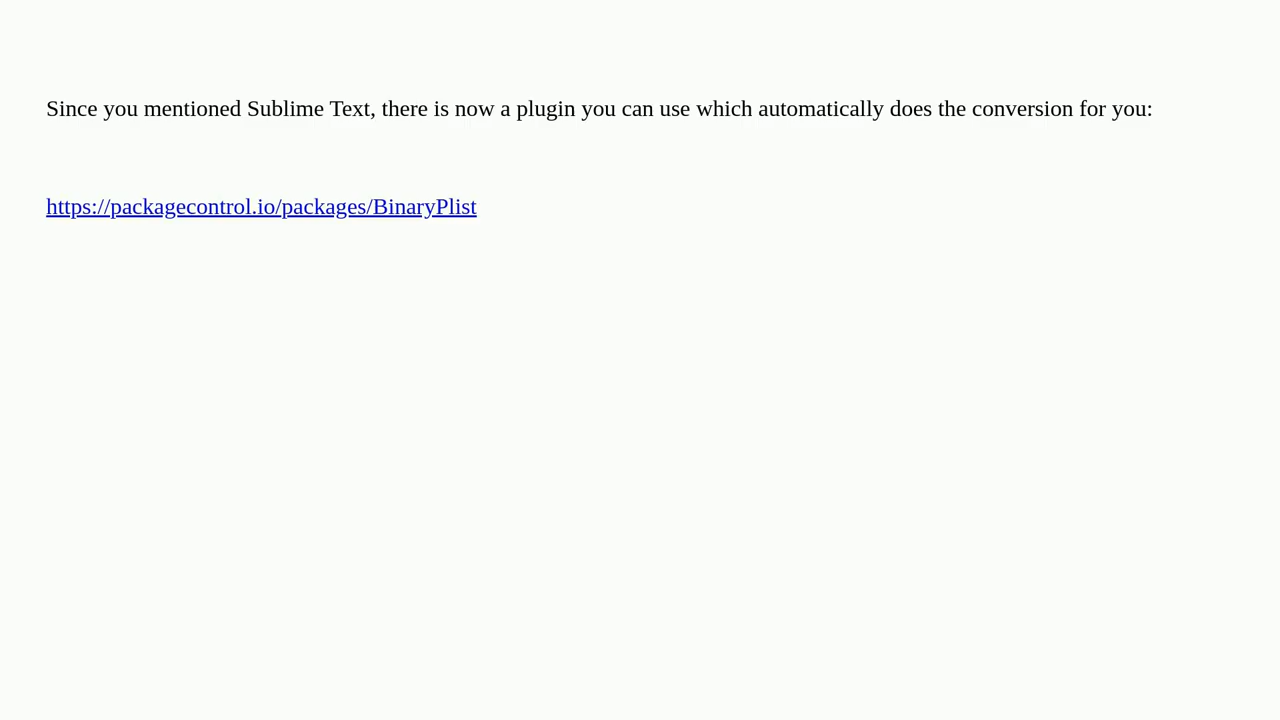 Since you mentioned Sublime Text, there is now a plugin you can use which automatically does the conversion for you:
https://packagecontrol.io/packages/BinaryPlist